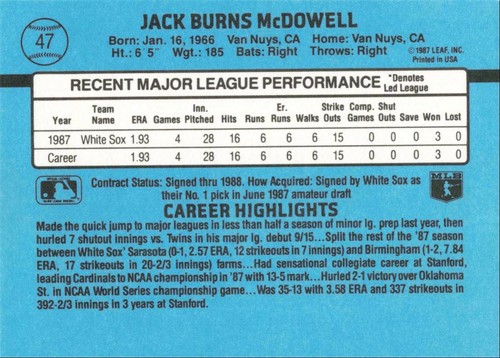 47
JACK BURNS McDOWELL
Born: Jan. 16, 1966 Van Nuys, CA Home: Van Nuys, CA
Ht.: 6' 5" Wgt.: 185 Bats: Right Throws: Right
©1987 LEAF, INC.
Printed in USA
RECENT MAJOR LEAGUE PERFORMANCE *Denotes Led League
Year Team Name ERA Games Inn. Pitched Hits Runs Er. Runs Walks Strike Outs Comp. Games Shut Outs Save Won Lost
1987 White Sox 1.93 4 28 16 6 6 6 15 0 0 0 3 0
Career 1.93 4 28 16 6 6 6 15 0 0 0 3 0
Contract Status: Signed thru 1988. How Acquired: Signed by White Sox as
their No. 1 pick in June 1987 amateur draft
MLB
CAREER HIGHLIGHTS
Made the quick jump to major leagues in less than half a season of minor lg. prep last year, then
hurled 7 shutout innings vs. Twins in his major lg. debut 9/15...Split the rest of the '87 season
between White Sox' Sarasota (0-1, 2.57 ERA, 12 strikeouts in 7 innings) and Birmingham (1-2, 7.84
ERA, 17 strikeouts in 20-2/3 innings) farms...Had sensational collegiate career at Stanford,
leading Cardinals to NCAA championship in '87 with 13-5 mark...Hurled 2-1 victory over Oklahoma
St. in NCAA World Series championship game...Was 35-13 with 3.58 ERA and 337 strikeouts in
392-2/3 innings in 3 years at Stanford.